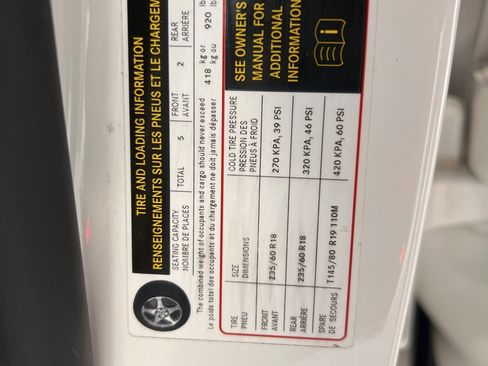 TIRE AND LOADING INFORMATION
RENSEIGNEMENTS SUR LES PNEUS ET LE CHARGEMENT
SEATING CAPACITY TOTAL 5 FRONT 2 REAR
NOMBRE DE PLACES AVANT ARRIÈRE
The combined weight of occupants and cargo should never exceed 418 kg or 920 lb
Le poids total des occupants et du chargement ne doit jamais dépasser kg ou lb
TIRE SIZE COLD TIRE PRESSURE
PNEU DIMENSIONS PRESSION DES
PNEUS À FROID
FRONT 235/60 R18 270 KPA, 39 PSI
AVANT
REAR 235/60 R18 320 KPA, 46 PSI
ARRIÈRE
SPARE T145/80 R19 110M 420 KPA, 60 PSI
DE SECOURS
SEE OWNER'S
MANUAL FOR
ADDITIONAL
INFORMATION